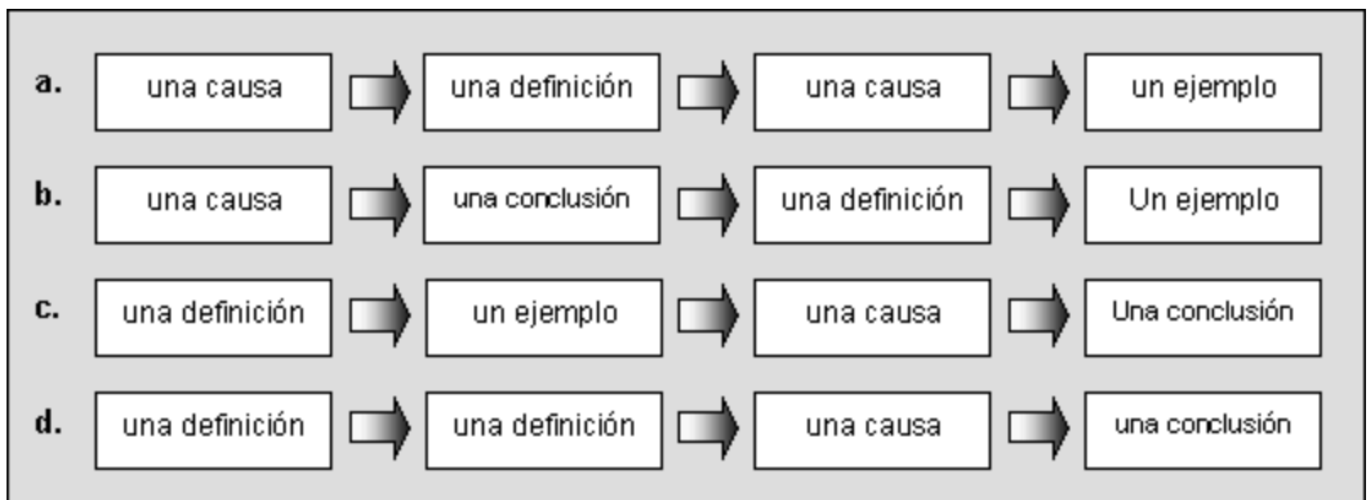 a. una causa una definición una causa un ejemplo
b. una causa una conclusión una definición Un ejemplo
c. una definición un ejemplo una causa Una conclusión
d. una definición una definición una causa una conclusión